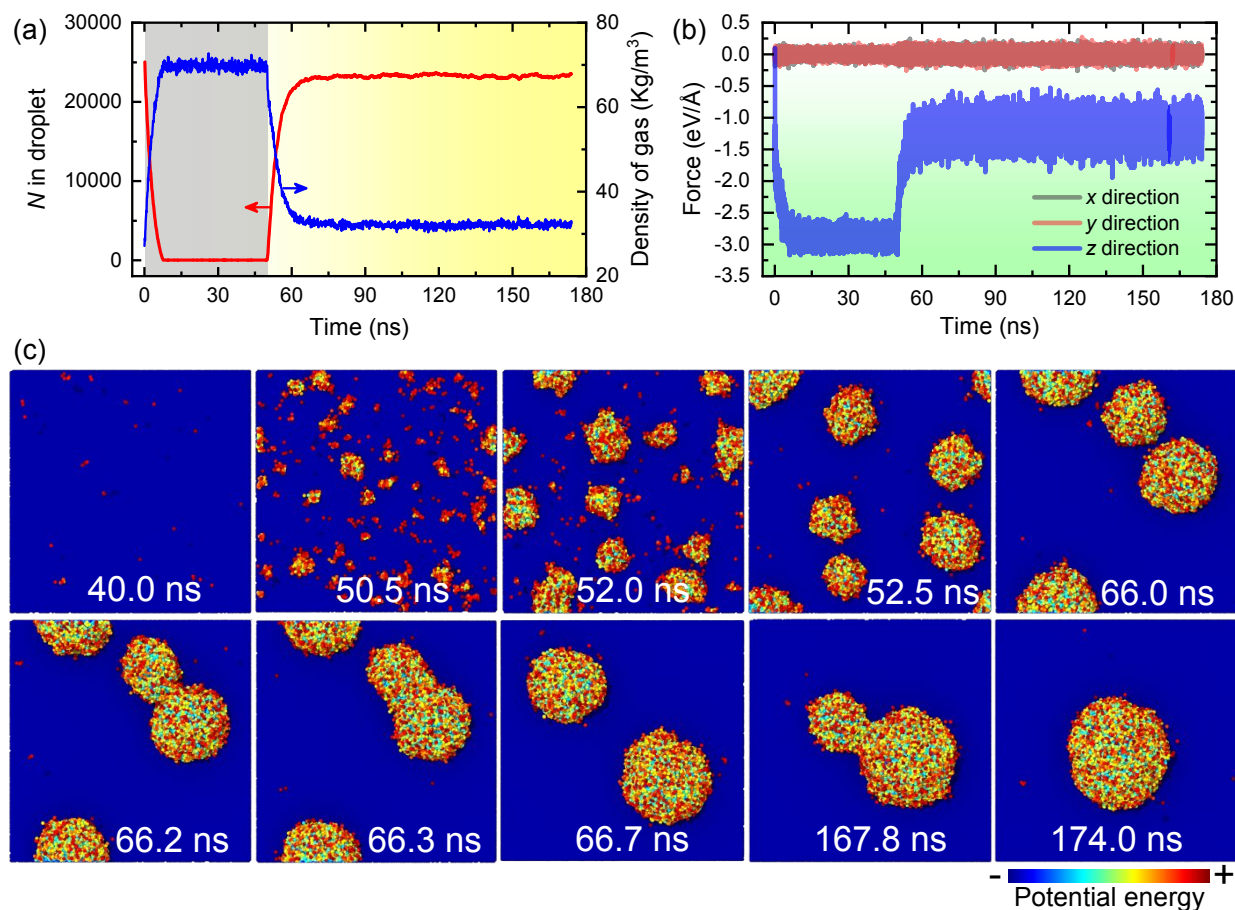 (a)
N in droplet
30000
20000
10000
0
80
60
40
20
Density of gas (Kg/m³)
0 30 60 90 120 150 180
Time (ns)
(b)
Force (eV/Å)
0.5
0.0
-0.5
-1.0
-1.5
-2.0
-2.5
-3.0
-3.5
x direction
y direction
z direction
0 30 60 90 120 150 180
Time (ns)
(c)
40.0 ns 50.5 ns 52.0 ns 52.5 ns 66.0 ns
66.2 ns 66.3 ns 66.7 ns 167.8 ns 174.0 ns
- +
Potential energy